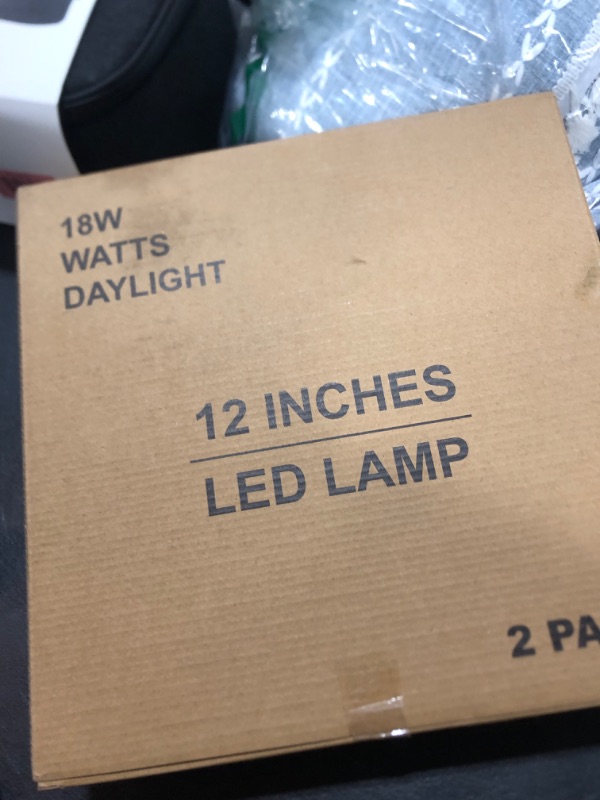 18W
WATTS
DAYLIGHT
12 INCHES
LED LAMP
2 PA